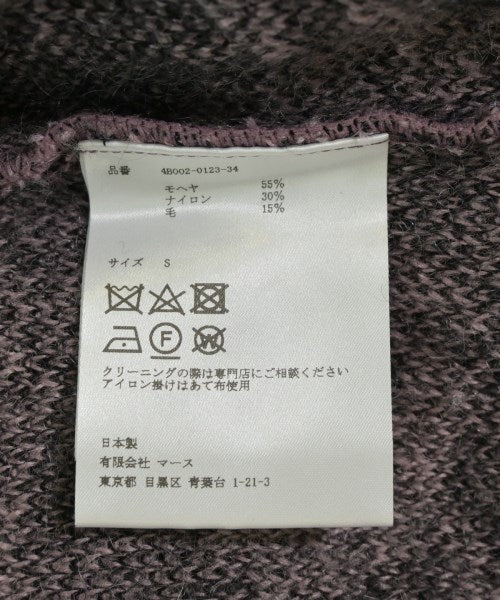 品番 4B002-0123-34
モヘヤ 55%
ナイロン 30%
毛 15%
サイズ S
F W
クリーニングの際は専門店にご相談ください
アイロン掛けはあて布使用
日本製
有限会社 マース
東京都 目黒区 青葉台 1-21-3